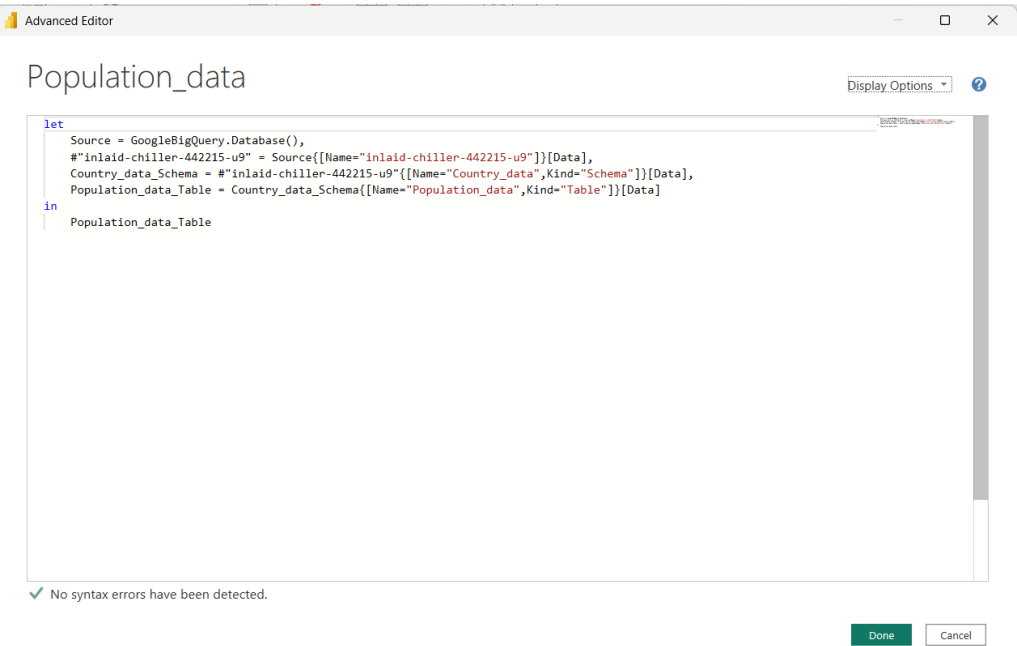 Advanced Editor
Population_data
Display Options
?
let
Source = GoogleBigQuery.Database(),
#"inlaid-chiller-442215-u9" = Source{[Name="inlaid-chiller-442215-u9"]}[Data],
Country_data_Schema = #"inlaid-chiller-442215-u9"{[Name="Country_data",Kind="Schema"]}[Data],
Population_data_Table = Country_data_Schema{[Name="Population_data",Kind="Table"]}[Data]
in
Population_data_Table
No syntax errors have been detected.
Done
Cancel